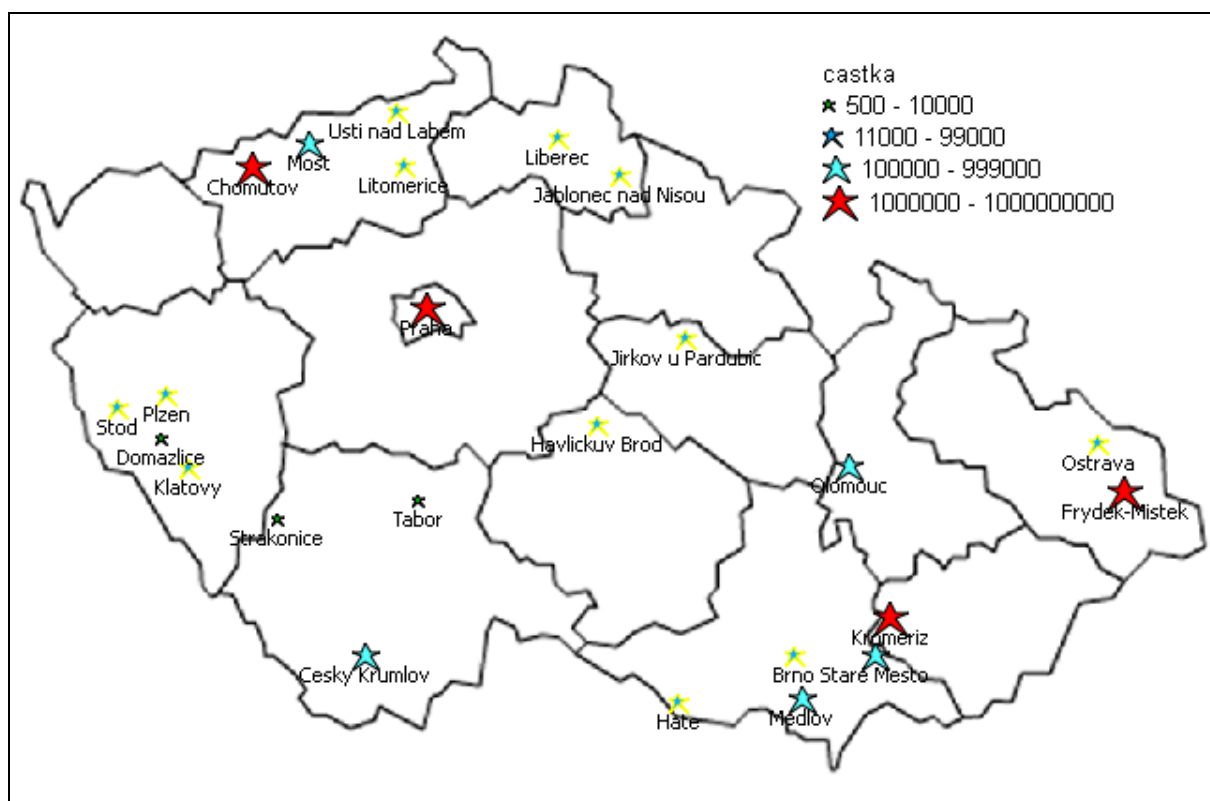 castka
500 - 10000
11000 - 99000
100000 - 999000
1000000 - 1000000000
Usti nad Labem
Most
Chomutov
Litomerice
Liberec
Jablonec nad Nisou
Praha
Jirkov u Pardubic
Plzen
Stod
Domazlice
Klatovy
Havlickuv Brod
Ostrava
Olomouc
Frydek-Mistek
Tabor
Strakonice
Kromeriz
Cesky Krumlov
Brno
Stare Mesto
Hate
Medlov